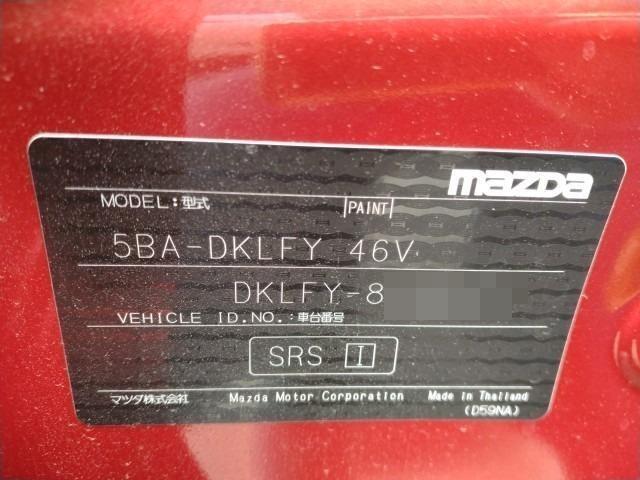 mazda
MODEL:型式 PAINT
5BA-DKLFY 46V
DKLFY-8
VEHICLE ID.NO.:車台番号
SRS I
マツダ株式会社 Mazda Motor Corporation Made in Thailand
(D59NA)